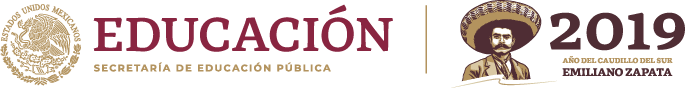 ESTADOS UNIDOS MEXICANOS
EDUCACIÓN
SECRETARÍA DE EDUCACIÓN PÚBLICA
2019
AÑO DEL CAUDILLO DEL SUR
EMILIANO ZAPATA